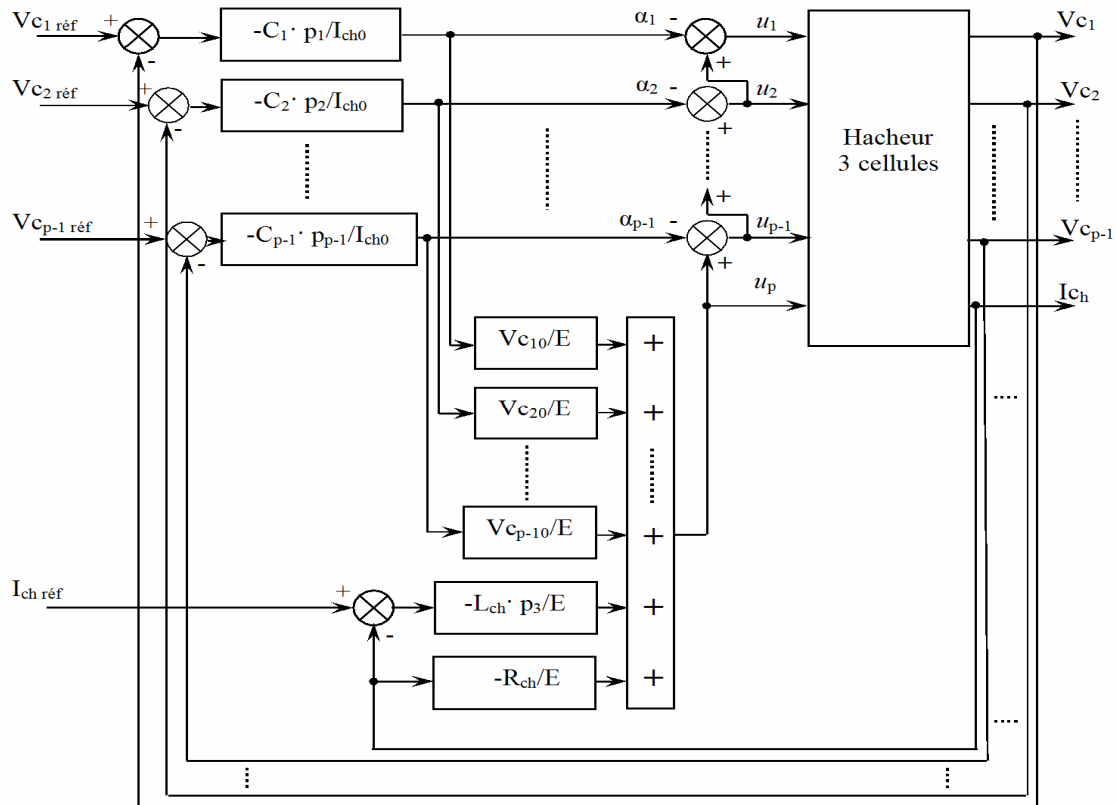 Vc1 réf + - -C1· p1/Ich0 α1 - + u1 Vc1
Vc2 réf + - -C2· p2/Ich0 α2 - + u2 Vc2
Hacheur
3 cellules
+
Vcp-1 réf + - -Cp-1· pp-1/Ich0 αp-1 - + up-1 Vcp-1
up Ich
Vc10/E +
Vc20/E +
Vcp-10/E +
Ich réf + - -Lch· p3/E +
-Rch/E +